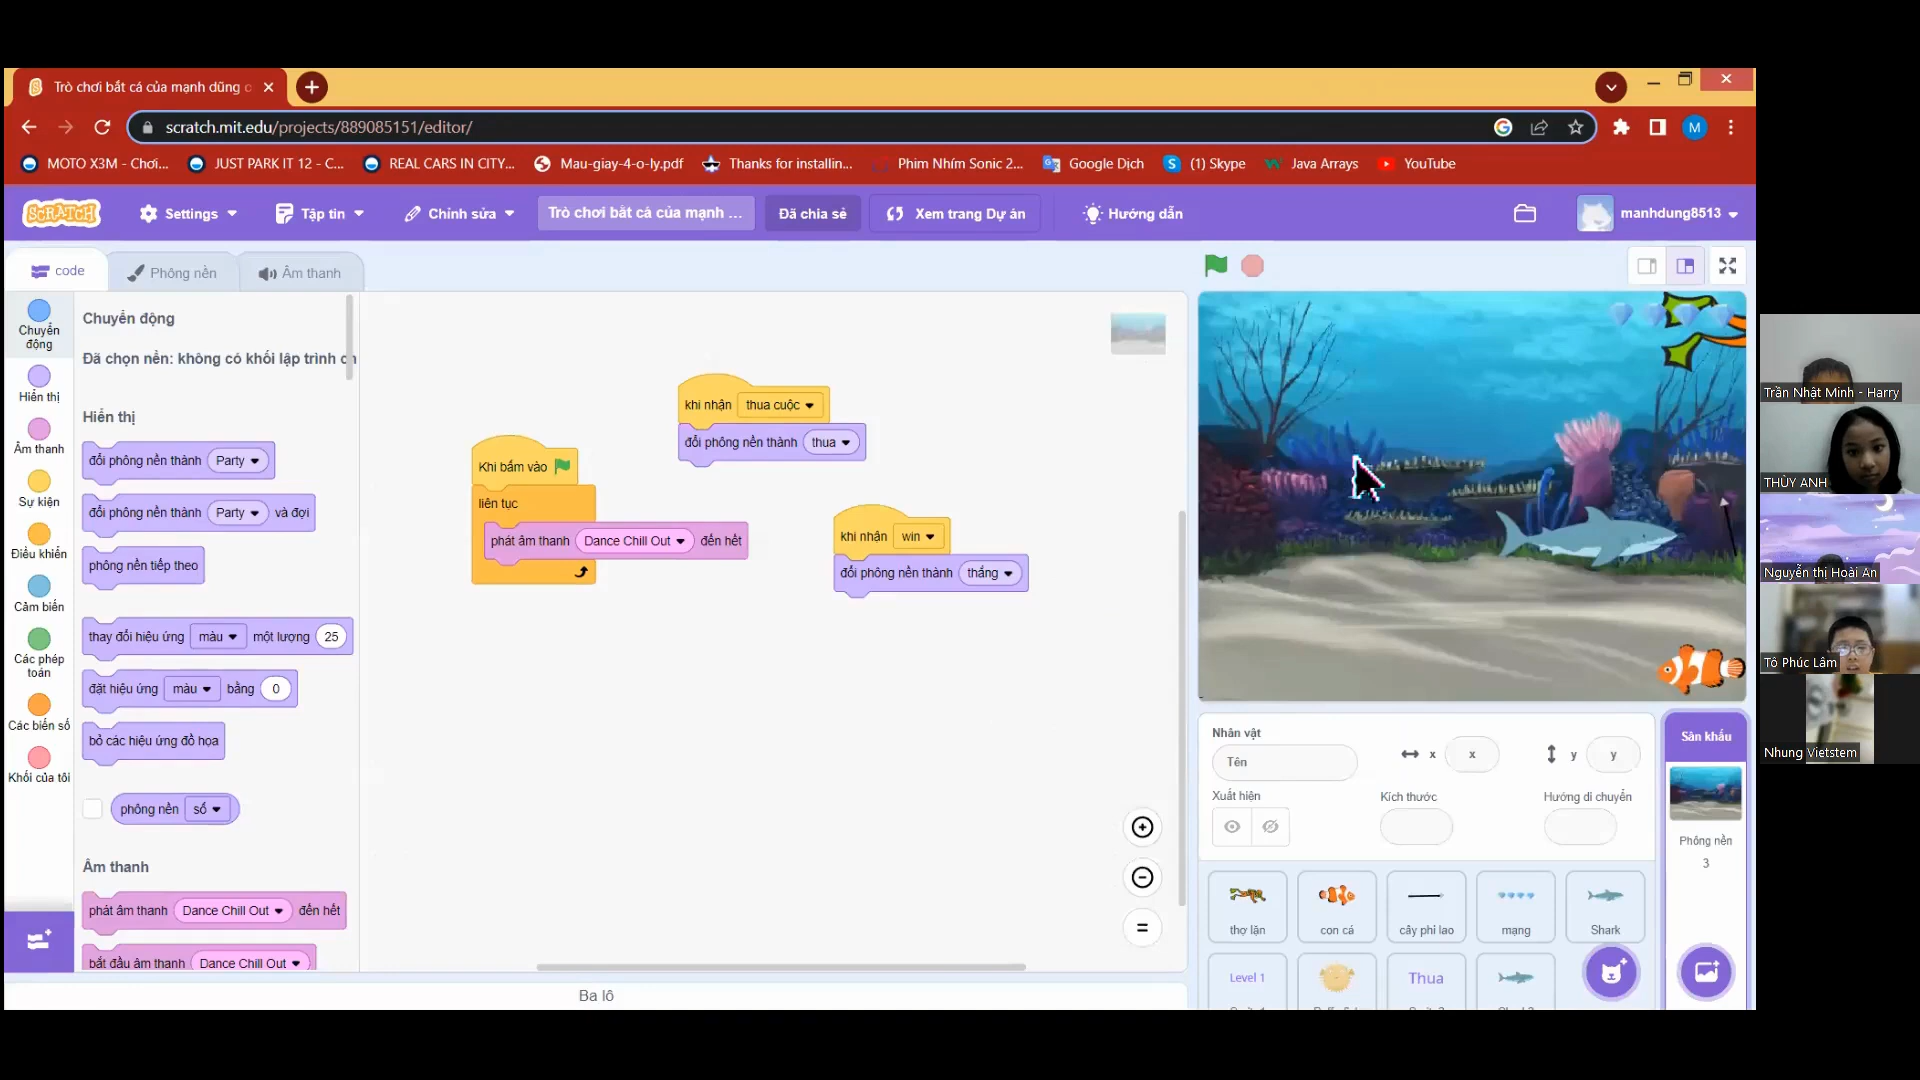 Trò chơi bắt cá của mạnh dũng c
scratch.mit.edu/projects/889085151/editor/
M
MOTO X3M - Chơi...
JUST PARK IT 12 - C...
REAL CARS IN CITY...
Mau-giay-4-o-ly.pdf
Thanks for installin...
Phim Nhím Sonic 2...
Google Dịch
(1) Skype
Java Arrays
YouTube
SCRATCH
Settings
Tập tin
Chỉnh sửa
Trò chơi bắt cá của mạnh ...
Đã chia sẻ
Xem trang Dự án
Hướng dẫn
manhdung8513
code
Phông nền
Âm thanh
Chuyển động
Hiển thị
Âm thanh
Sự kiện
Điều khiển
Cảm biến
Các phép toán
Các biến số
Khối của tôi
Chuyển động
Đã chọn nền: không có khối lập trình ch
Hiển thị
đổi phông nền thành Party
đổi phông nền thành Party và đợi
phông nền tiếp theo
thay đổi hiệu ứng màu một lượng 25
đặt hiệu ứng màu bằng 0
bỏ các hiệu ứng đồ họa
phông nền số
Âm thanh
phát âm thanh Dance Chill Out đến hết
bắt đầu âm thanh Dance Chill Out
khi nhận thua cuộc
đổi phông nền thành thua
Khi bấm vào
liên tục
phát âm thanh Dance Chill Out đến hết
khi nhận win
đổi phông nền thành thắng
Ba lô
Nhân vật
Tên
x x
y y
Xuất hiện
Kích thước
Hướng di chuyển
Sân khấu
Phông nền
3
thợ lặn
con cá
cây phi lao
mạng
Shark
Level 1
Thua
Trần Nhật Minh - Harry
THÙY ANH
Nguyễn thị Hoài An
Tô Phúc Lâm
Nhung Vietstem